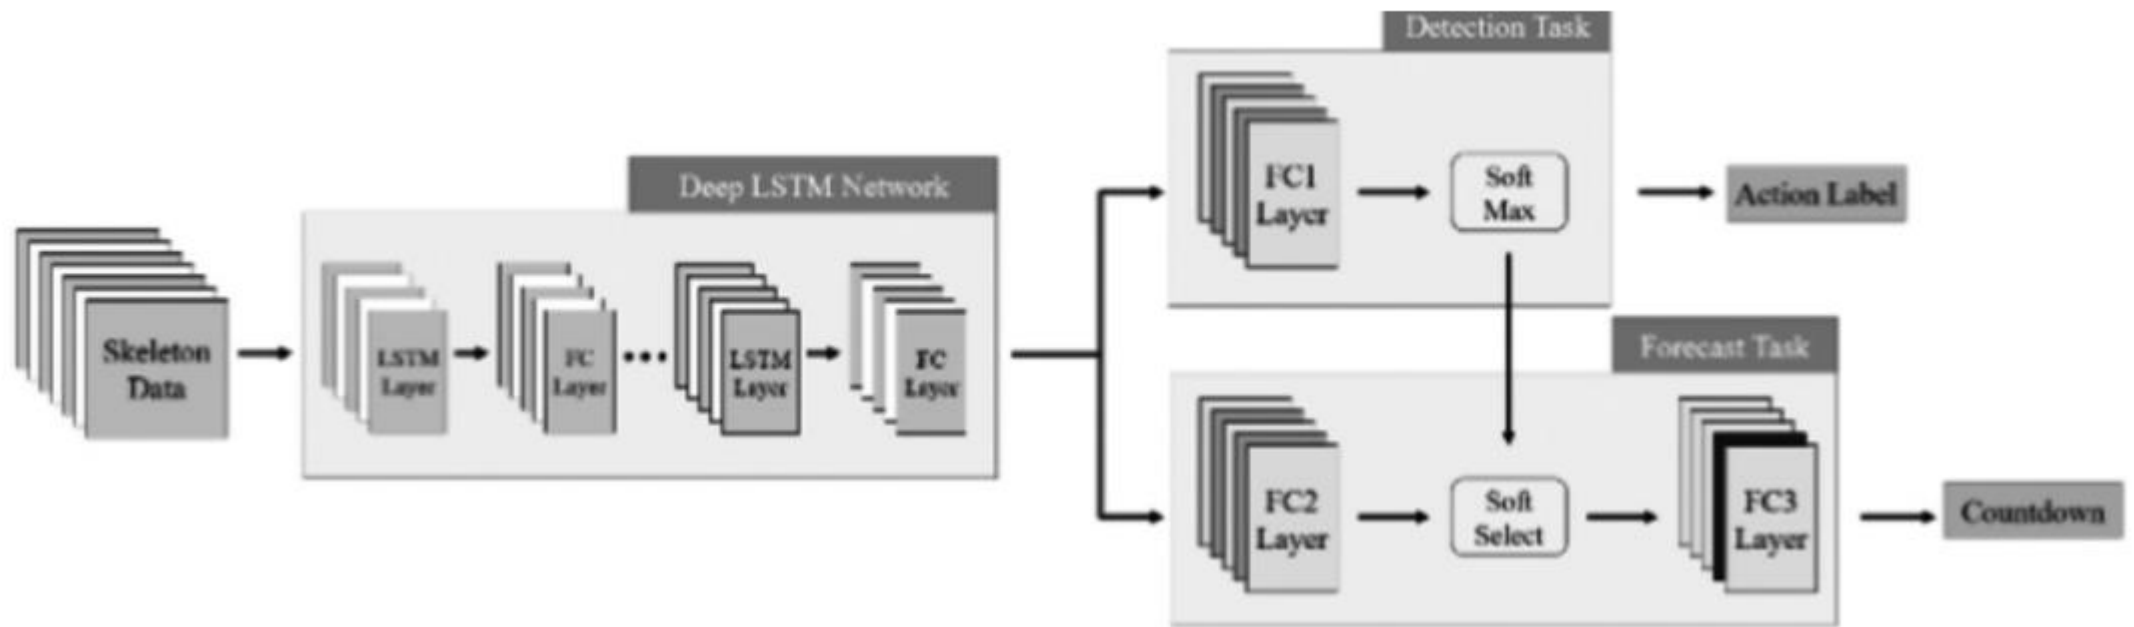 Detection Task
Deep LSTM Network
Skeleton
Data
LSTM
Layer
FC
Layer
LSTM
Layer
FC
Layer
FC1
Layer
Soft
Max
Action Label
Forecast Task
FC2
Layer
Soft
Select
FC3
Layer
Countdown